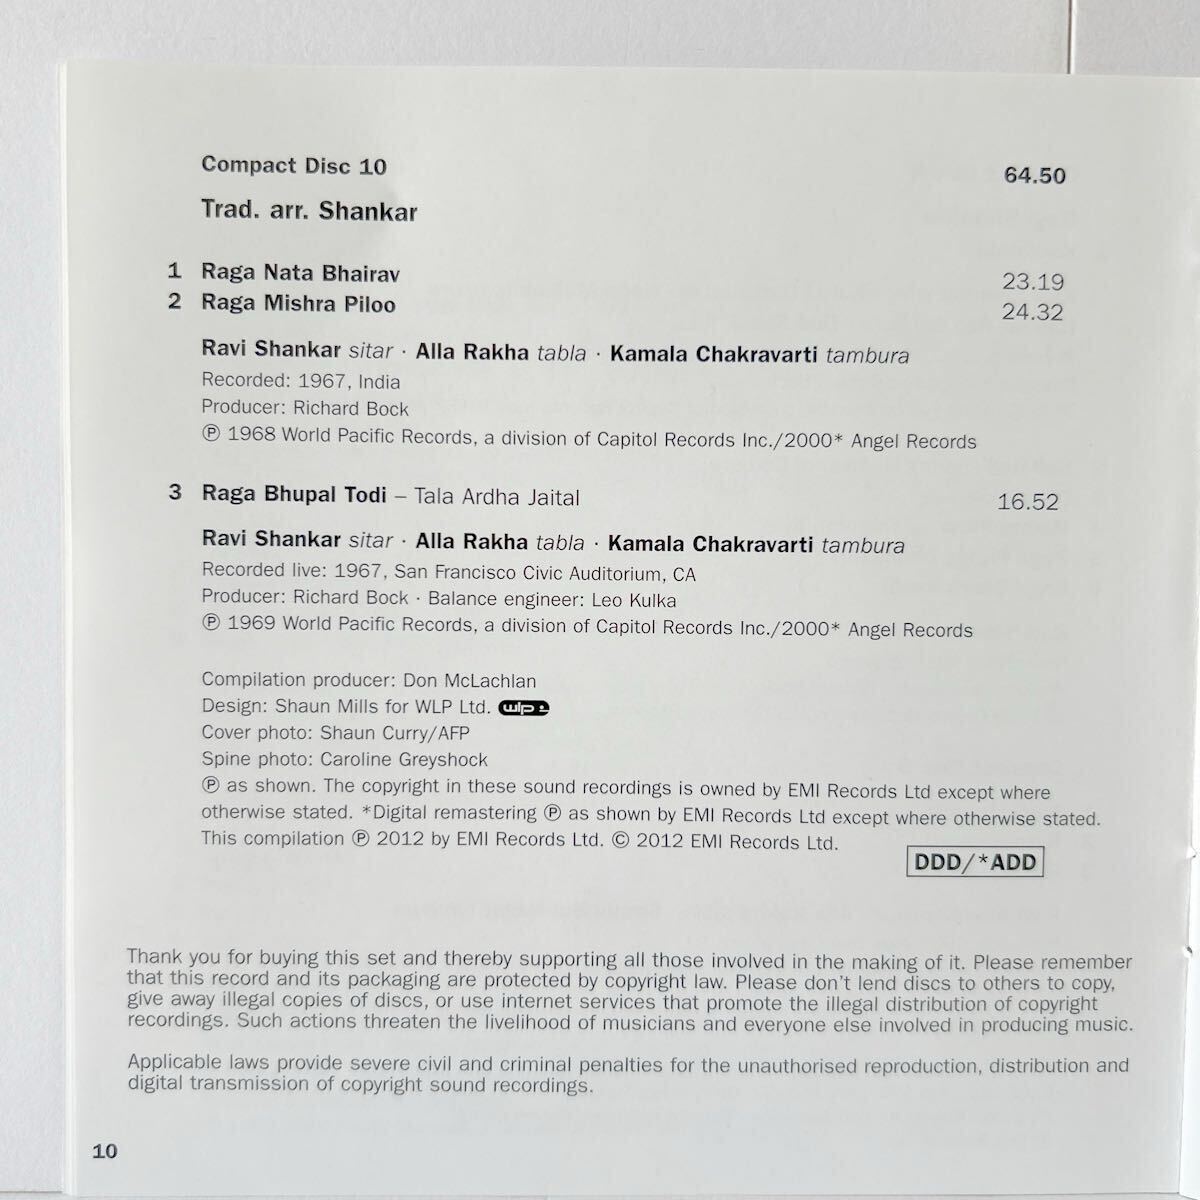 Compact Disc 10 64.50
Trad. arr. Shankar
1 Raga Nata Bhairav 23.19
2 Raga Mishra Piloo 24.32
Ravi Shankar sitar · Alla Rakha tabla · Kamala Chakravarti tambura
Recorded: 1967, India
Producer: Richard Bock
Ⓟ 1968 World Pacific Records, a division of Capitol Records Inc./2000* Angel Records
3 Raga Bhupal Todi – Tala Ardha Jaital 16.52
Ravi Shankar sitar · Alla Rakha tabla · Kamala Chakravarti tambura
Recorded live: 1967, San Francisco Civic Auditorium, CA
Producer: Richard Bock · Balance engineer: Leo Kulka
Ⓟ 1969 World Pacific Records, a division of Capitol Records Inc./2000* Angel Records
Compilation producer: Don McLachlan
Design: Shaun Mills for WLP Ltd. wlp
Cover photo: Shaun Curry/AFP
Spine photo: Caroline Greyshock
Ⓟ as shown. The copyright in these sound recordings is owned by EMI Records Ltd except where
otherwise stated. *Digital remastering Ⓟ as shown by EMI Records Ltd except where otherwise stated.
This compilation Ⓟ 2012 by EMI Records Ltd. © 2012 EMI Records Ltd.
DDD/*ADD
Thank you for buying this set and thereby supporting all those involved in the making of it. Please remember
that this record and its packaging are protected by copyright law. Please don't lend discs to others to copy,
give away illegal copies of discs, or use internet services that promote the illegal distribution of copyright
recordings. Such actions threaten the livelihood of musicians and everyone else involved in producing music.
Applicable laws provide severe civil and criminal penalties for the unauthorised reproduction, distribution and
digital transmission of copyright sound recordings.
10